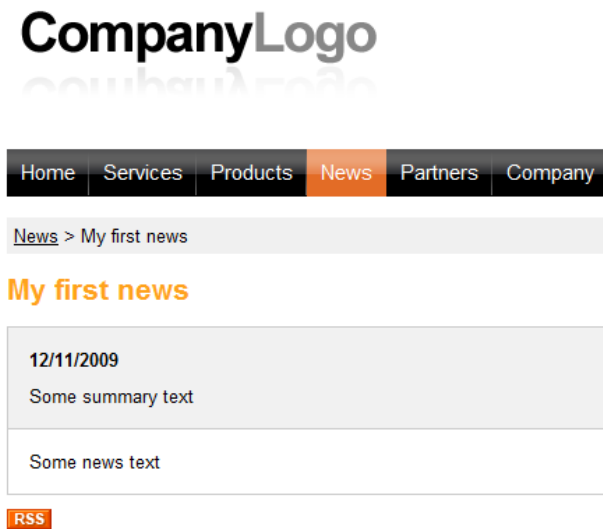 CompanyLogo
Home Services Products News Partners Company
News > My first news
My first news
12/11/2009
Some summary text
Some news text
RSS